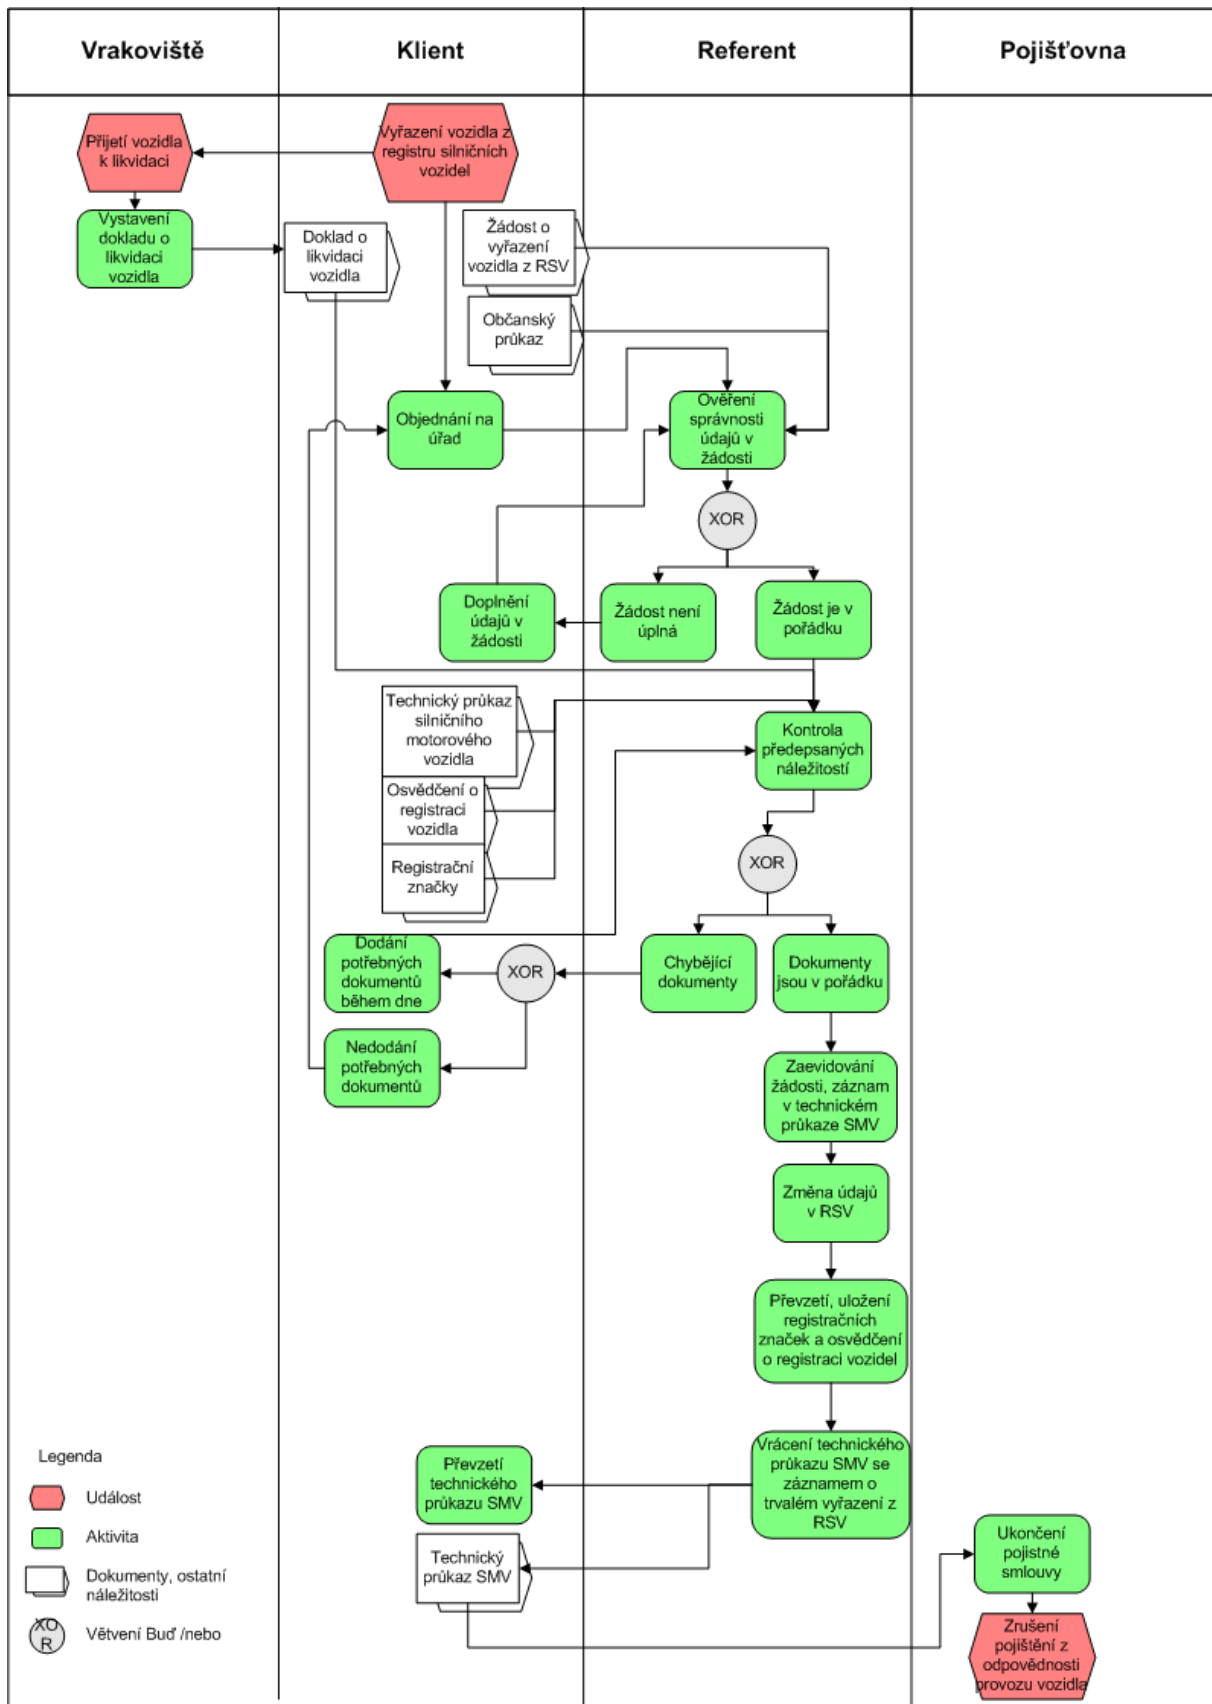 Vrakoviště
Klient
Referent
Pojišťovna
Přijetí vozidla
k likvidaci
Vyřazení vozidla z
registru silničních
vozidel
Vystavení
dokladu o
likvidaci
vozidla
Doklad o
likvidaci
vozidla
Žádost o
vyřazení
vozidla z RSV
Občanský
průkaz
Objednání na
úřad
Ověření
správnosti
údajů v
žádosti
XOR
Doplnění
údajů v
žádosti
Žádost není
úplná
Žádost je v
pořádku
Technický průkaz
silničního
motorového
vozidla
Kontrola
předepsaných
náležitostí
Osvědčení o
registraci
vozidla
Registrační
značky
XOR
Dodání
potřebných
dokumentů
během dne
XOR
Chybějící
dokumenty
Dokumenty
jsou v pořádku
Nedodání
potřebných
dokumentů
Zaevidování
žádosti, záznam
v technickém
průkaze SMV
Změna údajů
v RSV
Převzetí, uložení
registračních
značek a osvědčení
o registraci vozidel
Vrácení technického
průkazu SMV se
záznamem o
trvalém vyřazení z
RSV
Převzetí
technického
průkazu SMV
Technický
průkaz SMV
Ukončení
pojistné
smlouvy
Zrušení
pojištění z
odpovědnosti
provozu vozidla
Legenda
Událost
Aktivita
Dokumenty, ostatní
náležitosti
XO
R
Větvení Buď /nebo